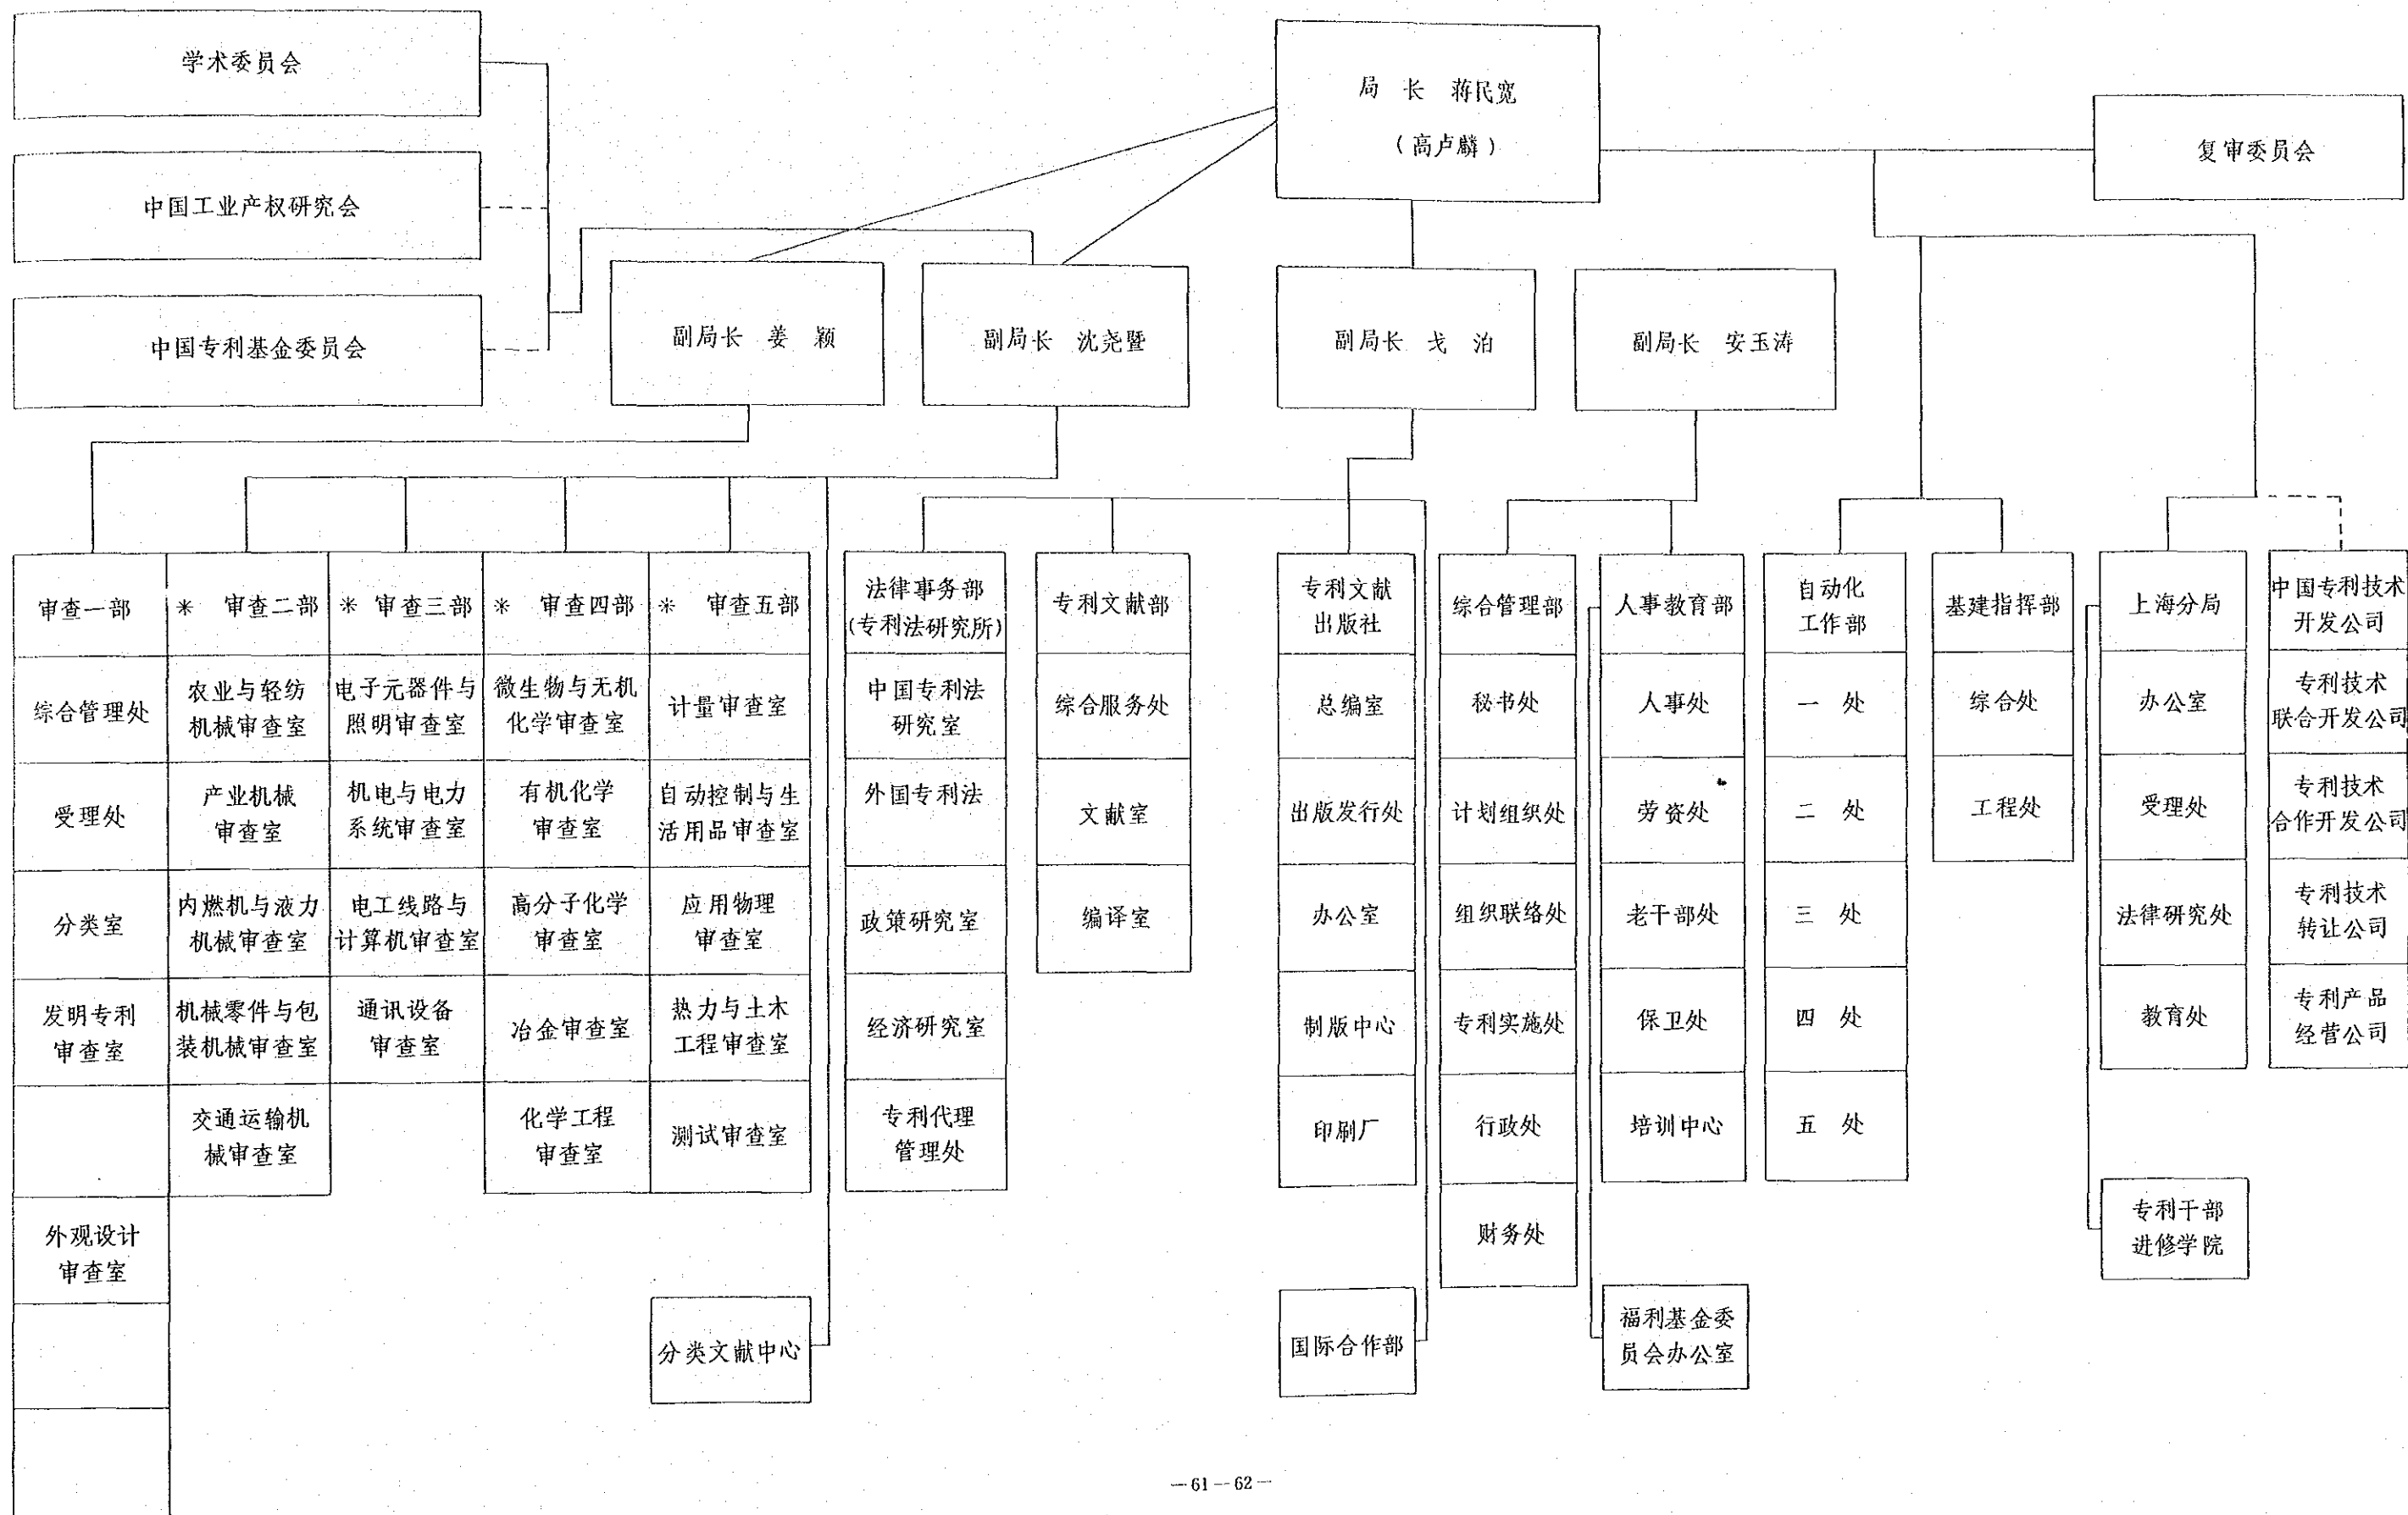 学术委员会
中国工业产权研究会
中国专利基金委员会
局 长 蒋民宽
(高卢麟)
复审委员会
副局长 姜 颖
副局长 沈尧曁
副局长 戈 泊
副局长 安玉涛
审查一部
综合管理处
受理处
分类室
发明专利
审查室
外观设计
审查室
* 审查二部
农业与轻纺
机械审查室
产业机械
审查室
内燃机与液力
机械审查室
机械零件与包
装机械审查室
交通运输机
械审查室
* 审查三部
电子元器件与
照明审查室
机电与电力
系统审查室
电工线路与
计算机审查室
通讯设备
审查室
* 审查四部
微生物与无机
化学审查室
有机化学
审查室
高分子化学
审查室
冶金审查室
化学工程
审查室
* 审查五部
计量审查室
自动控制与生
活用品审查室
应用物理
审查室
热力与土木
工程审查室
测试审查室
分类文献中心
法律事务部
(专利法研究所)
中国专利法
研究室
外国专利法
政策研究室
经济研究室
专利代理
管理处
专利文献部
综合服务处
文献室
编译室
专利文献
出版社
总编室
出版发行处
办公室
制版中心
印刷厂
国际合作部
综合管理部
秘书处
计划组织处
组织联络处
专利实施处
行政处
财务处
人事教育部
人事处
劳资处
老干部处
保卫处
培训中心
福利基金委
员会办公室
自动化
工作部
一 处
二 处
三 处
四 处
五 处
基建指挥部
综合处
工程处
上海分局
办公室
受理处
法律研究处
教育处
专利干部
进修学院
中国专利技术
开发公司
专利技术
联合开发公司
专利技术
合作开发公司
专利技术
转让公司
专利产品
经营公司
—61—62—